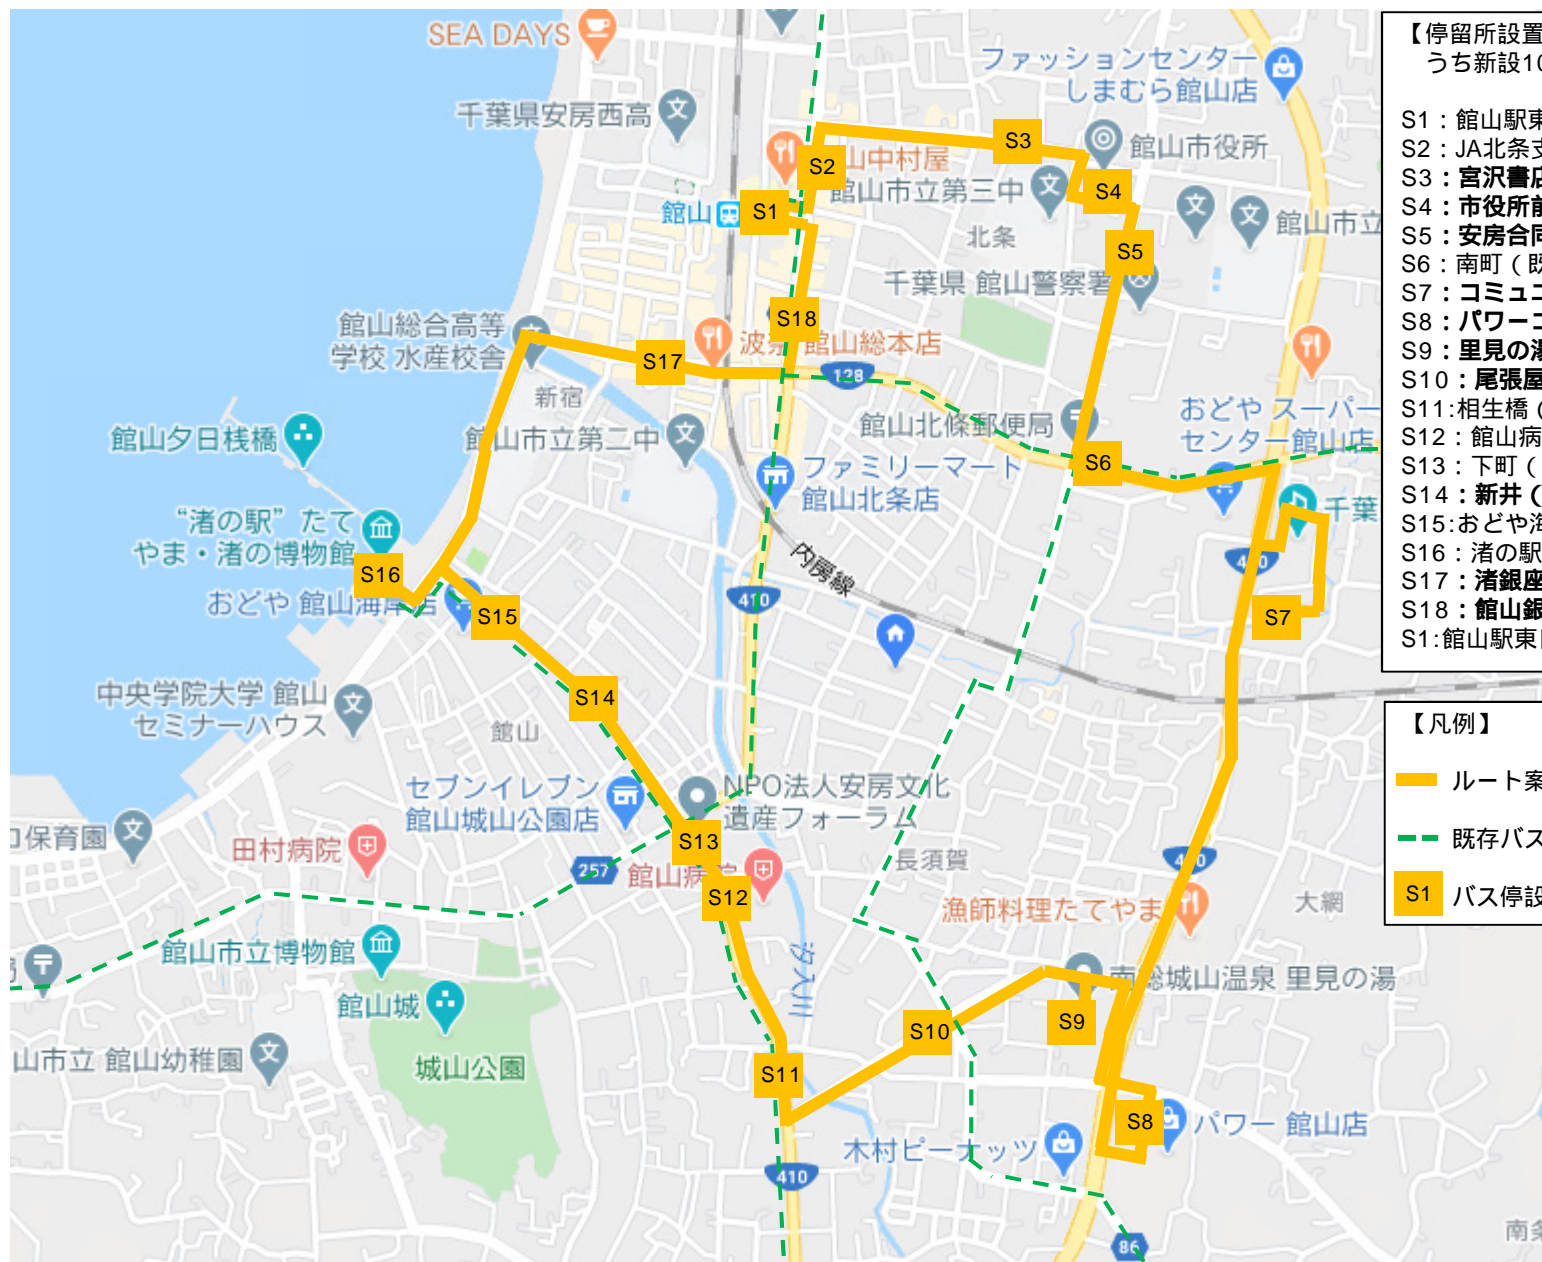 SEA DAYS
千葉県安房西高
ファッションセンター
しまむら館山店
山中村屋
館山市役所
館山市立第三中
館山
北条
館山市立
千葉県 館山警察署
館山総合高等
学校 水産校舎
館山総本店
128
新宿
館山市立第二中
館山北條郵便局
おどや スーパー
センター館山店
館山夕日桟橋
ファミリーマート
館山北条店
千葉
“渚の駅” たて
やま・渚の博物館
内房線
410
おどや 館山海岸店
中央学院大学 館山
セミナーハウス
館山
セブンイレブン
館山城山公園店
NPO法人安房文化
遺産フォーラム
保育園
田村病院
257
館山病院
長須賀
漁師料理たてやま
大網
館山市立博物館
汐入川
南総城山温泉 里見の湯
館山城
山市立 館山幼稚園
城山公園
木村ピーナッツ
パワー 館山店
410
86
南条
S1
S2
S3
S4
S5
S6
S7
S8
S9
S10
S11
S12
S13
S14
S15
S16
S17
S18
【停留所設置
うち新設10
S1：館山駅東
S2：JA北条支
S3：宮沢書店
S4：市役所前
S5：安房合同
S6：南町（既
S7：コミュニ
S8：パワーコ
S9：里見の湯
S10：尾張屋
S11:相生橋（
S12：館山病
S13：下町（
S14：新井（
S15:おどや海
S16：渚の駅
S17：渚銀座
S18：館山銀
S1:館山駅東口
【凡例】
ルート案
既存バス
S1 バス停設